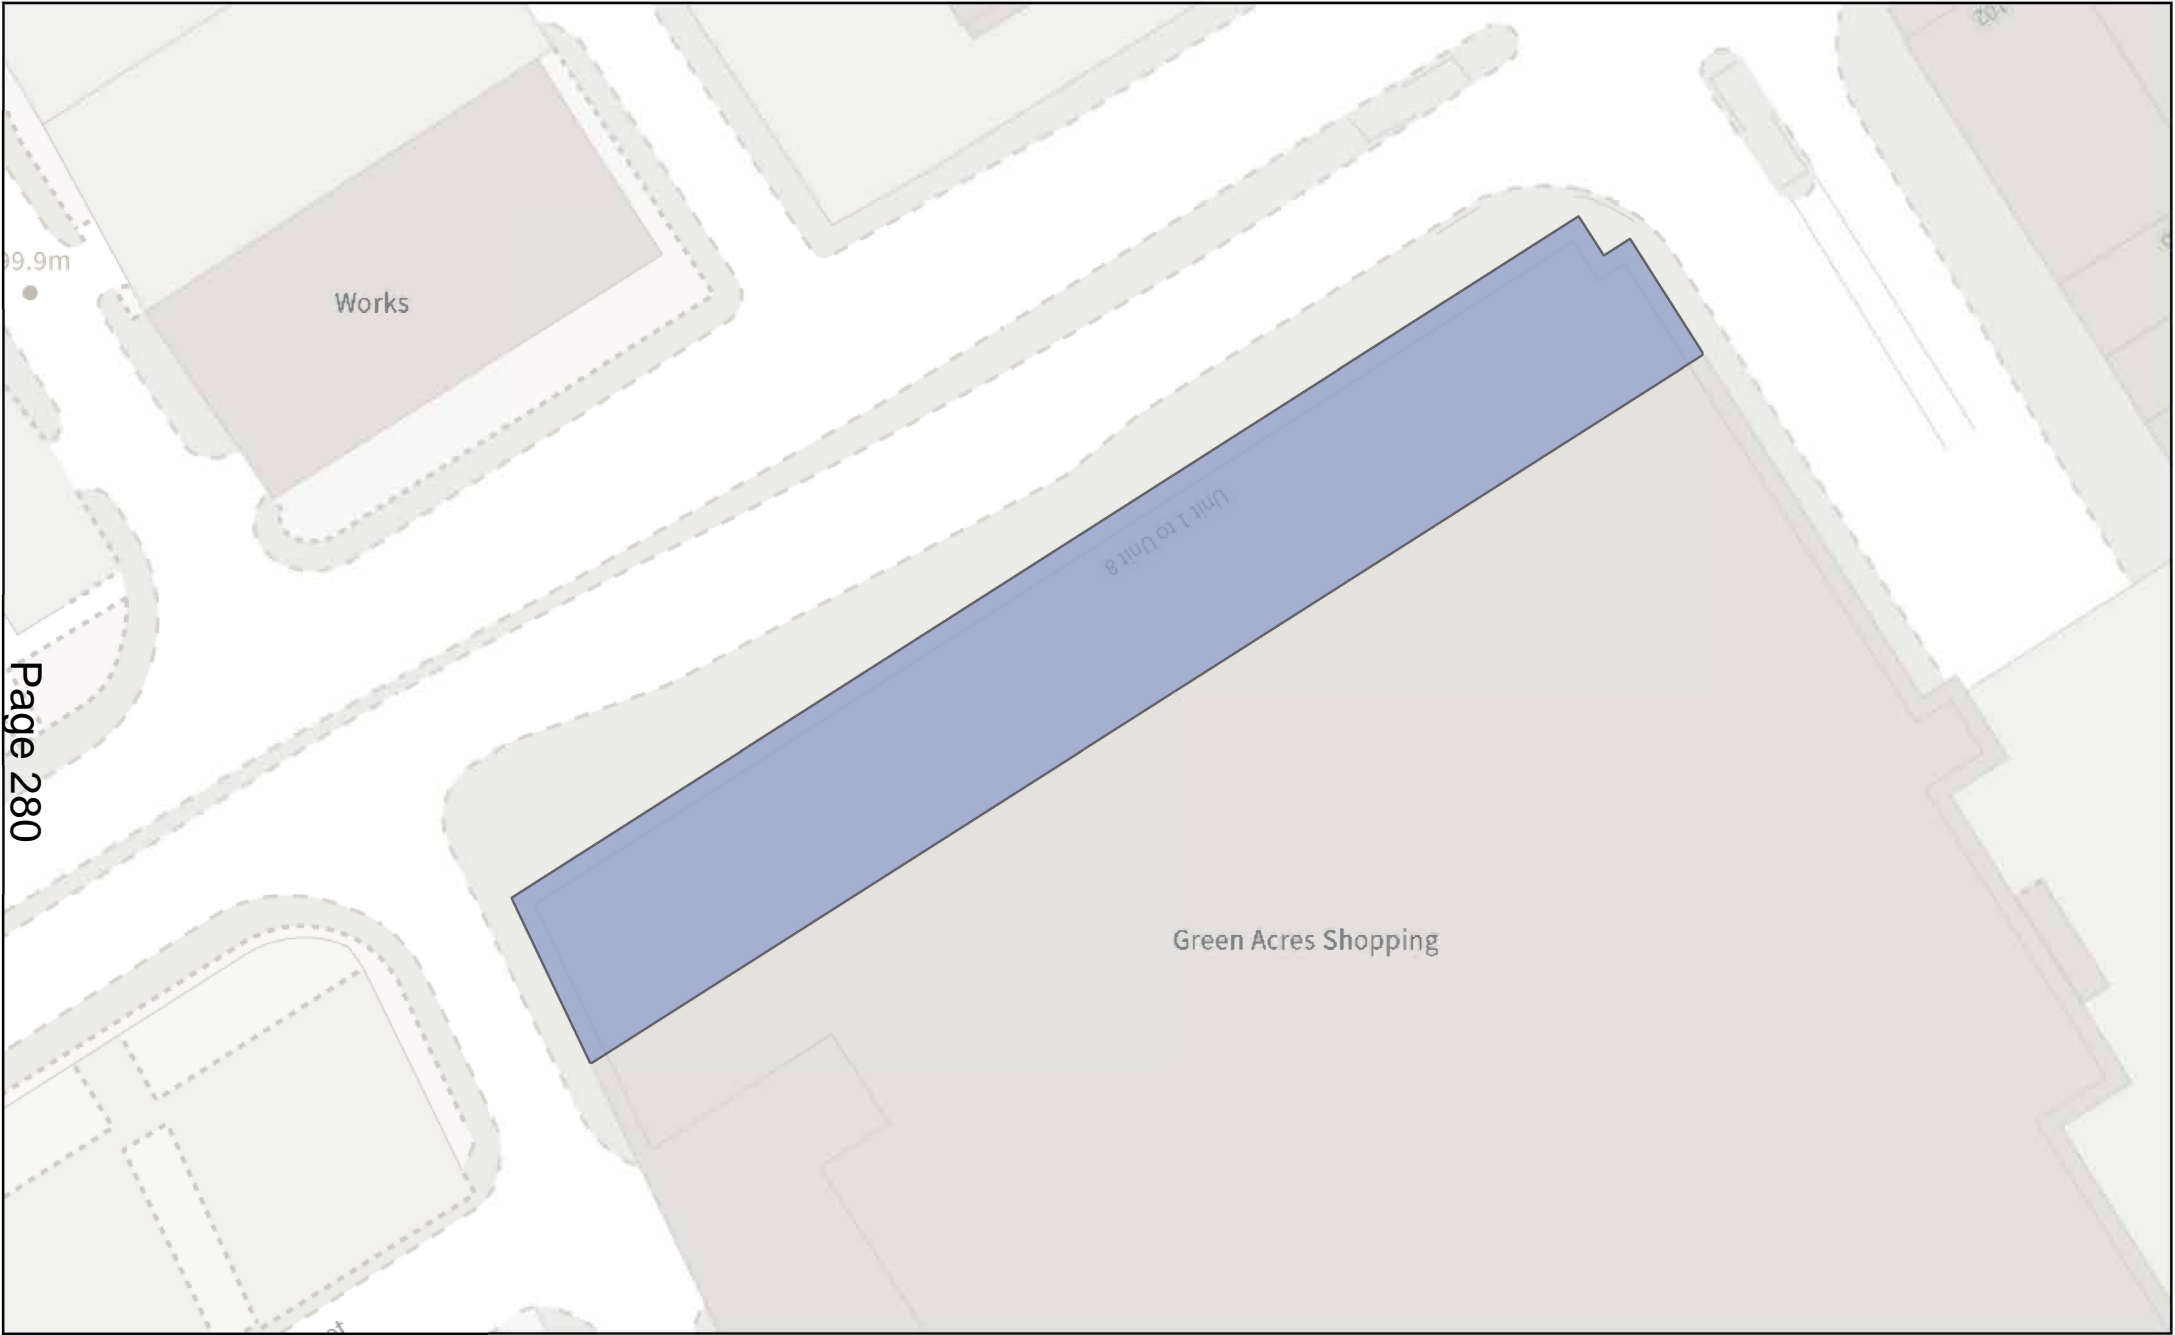 99.9m
Works
Unit 1 to Unit 8
Page 280
Green Acres Shopping